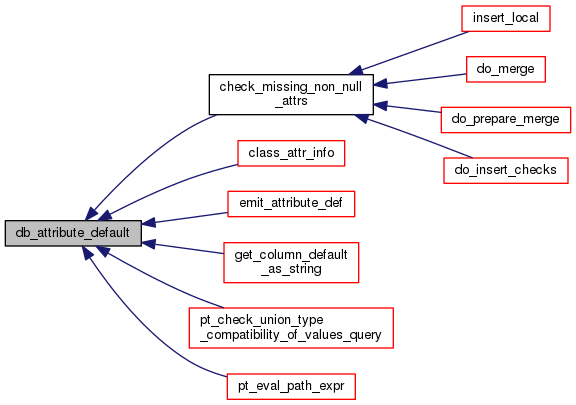 insert_local
do_merge
check_missing_non_null
_attrs
do_prepare_merge
class_attr_info
do_insert_checks
emit_attribute_def
db_attribute_default
get_column_default
_as_string
pt_check_union_type
_compatibility_of_values_query
pt_eval_path_expr